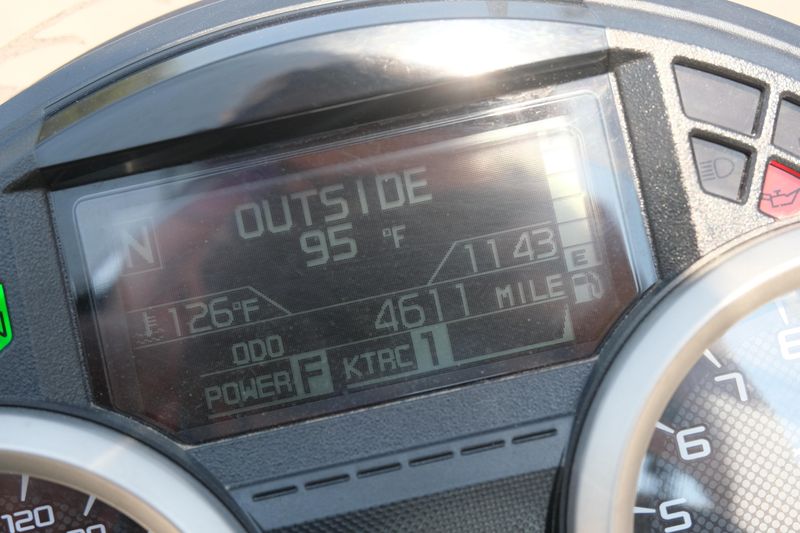 OUTSIDE
N
95 °F
1143
E
126°F
4611 MILE
ODO
POWER F KTRC 1
120
5
6
7